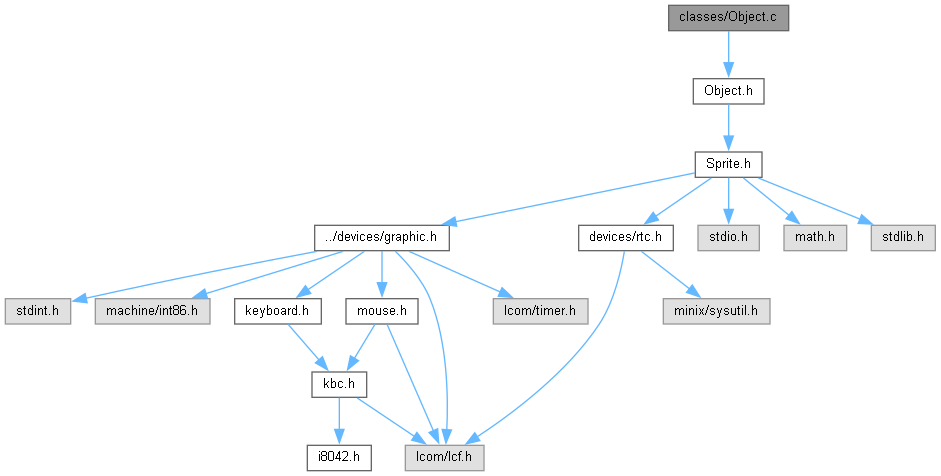 classes/Object.c
Object.h
Sprite.h
../devices/graphic.h
devices/rtc.h
stdio.h
math.h
stdlib.h
stdint.h
machine/int86.h
keyboard.h
mouse.h
lcom/timer.h
minix/sysutil.h
kbc.h
i8042.h
lcom/lcf.h